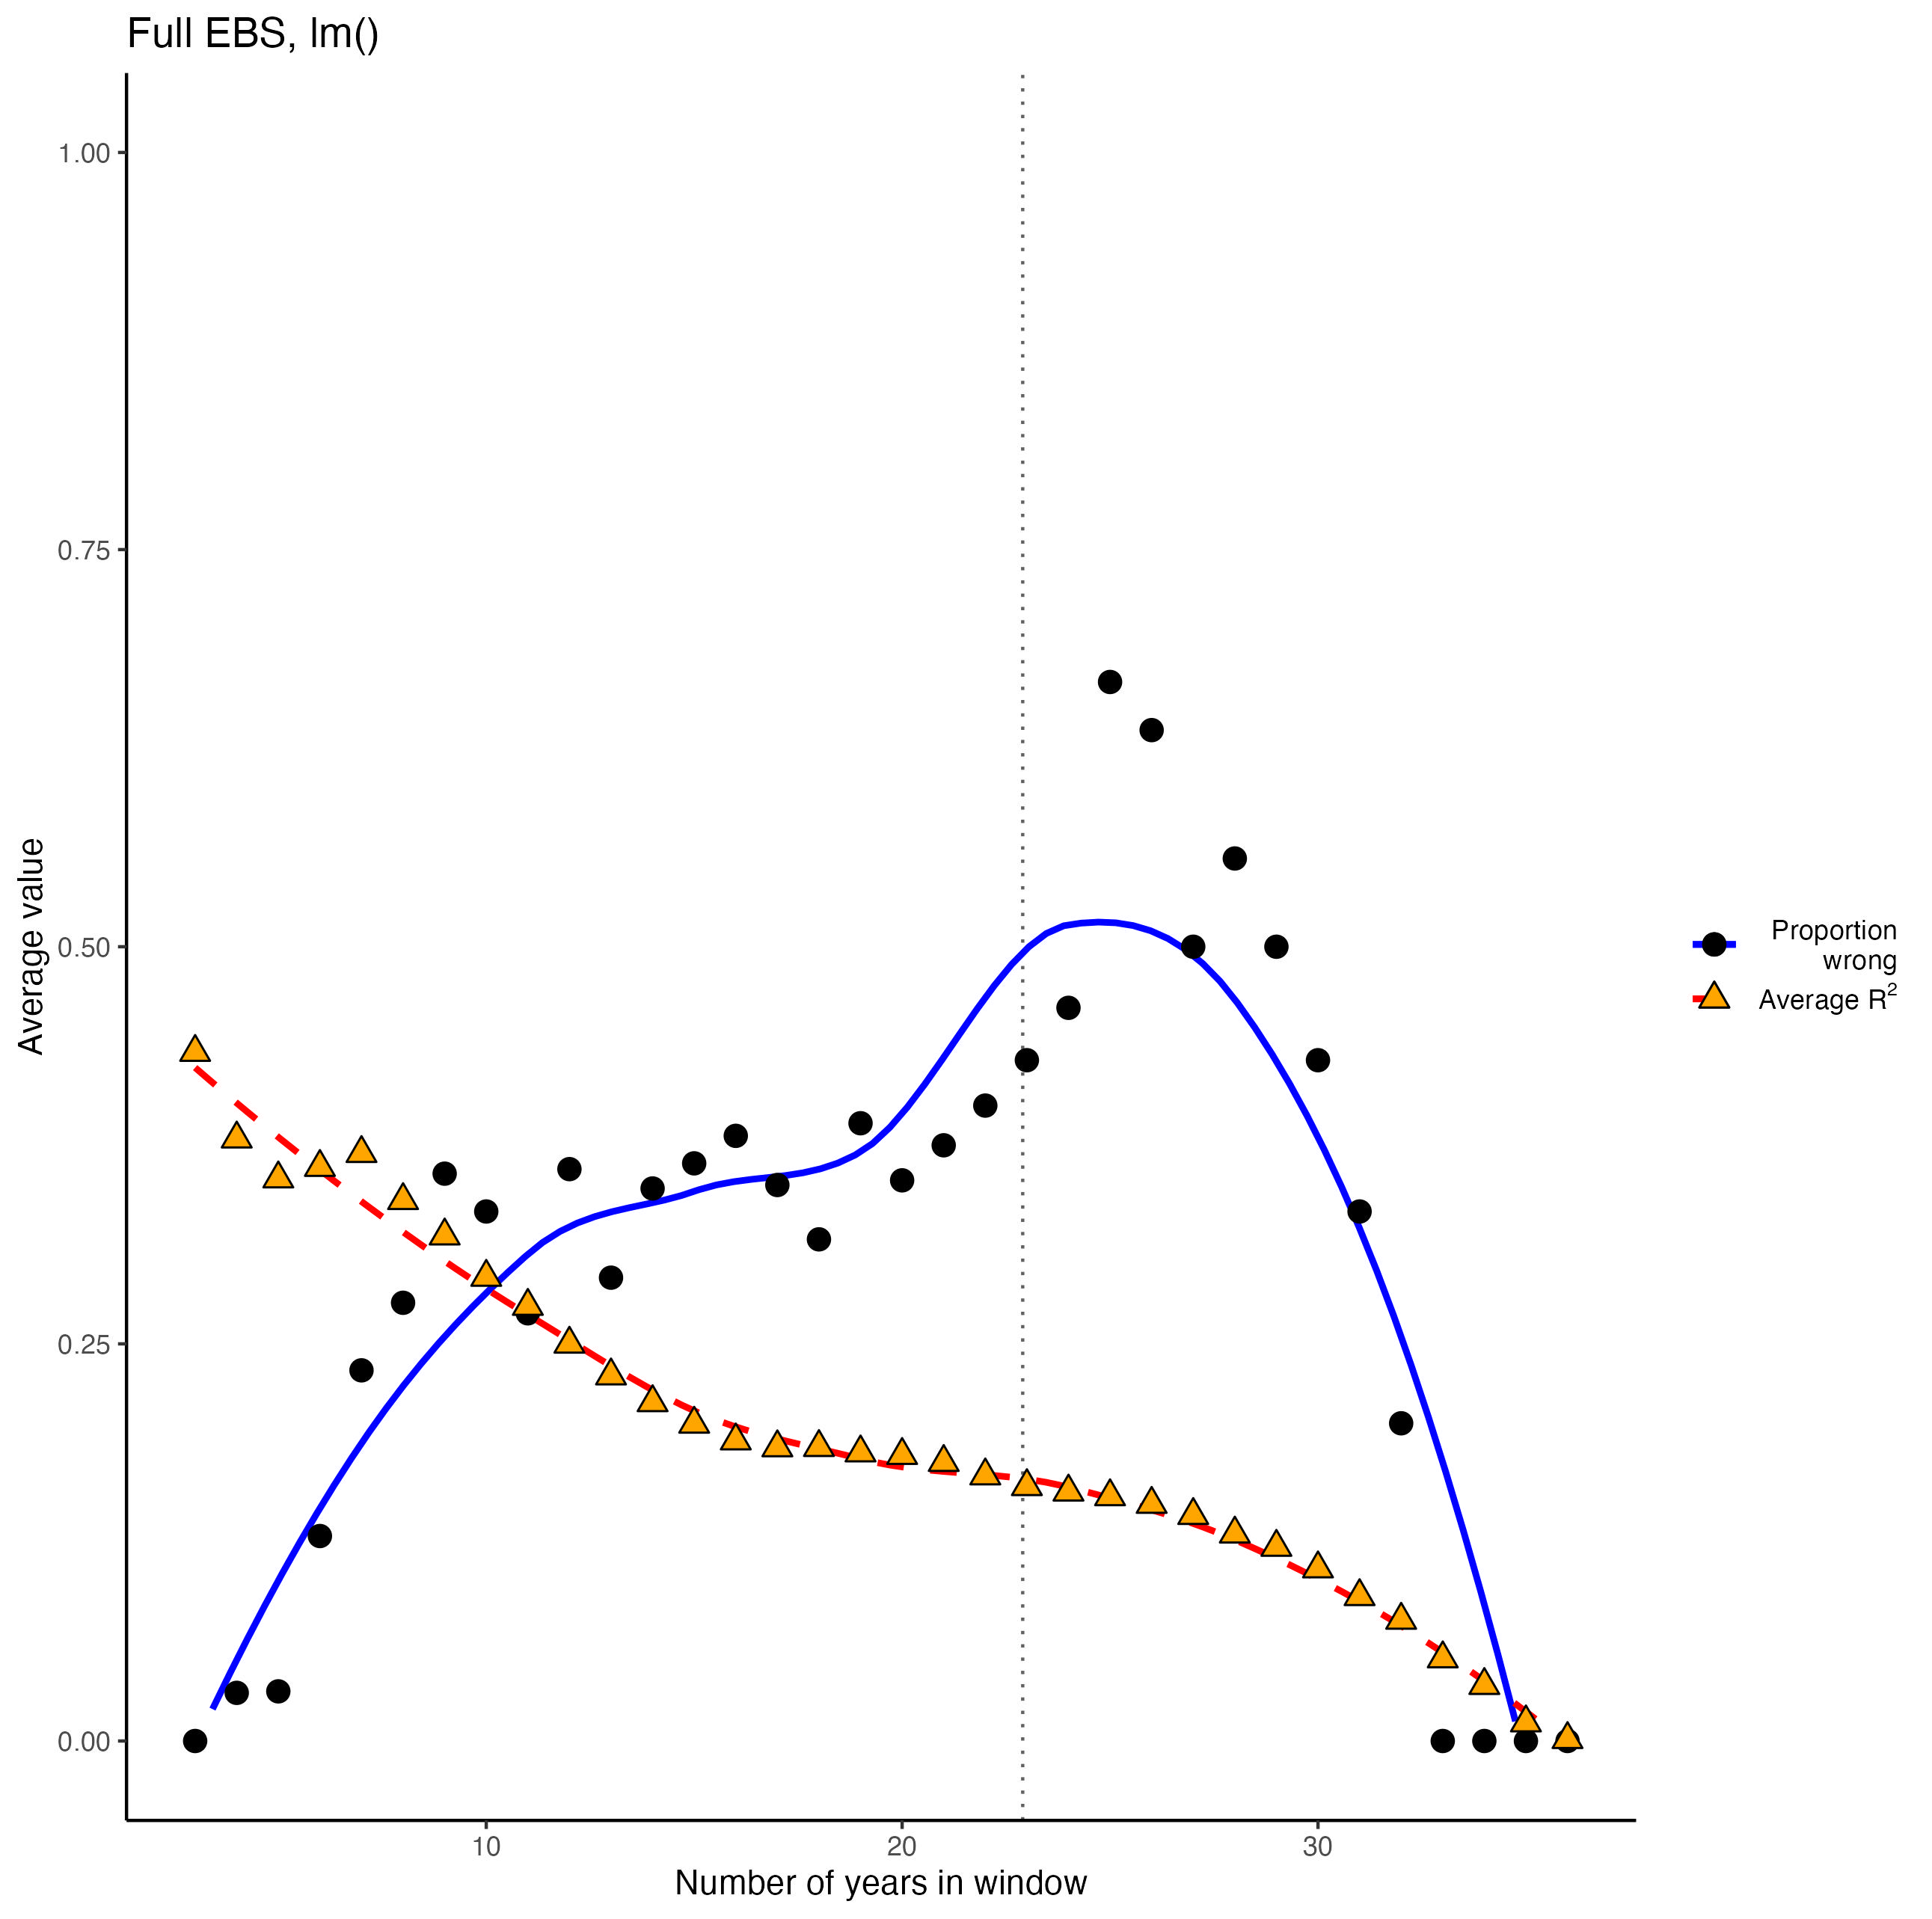 Full EBS, lm()
1.00
0.75
0.50
0.25
0.00
Average value
10 20 30
Number of years in window
Proportion
wrong
Average R²